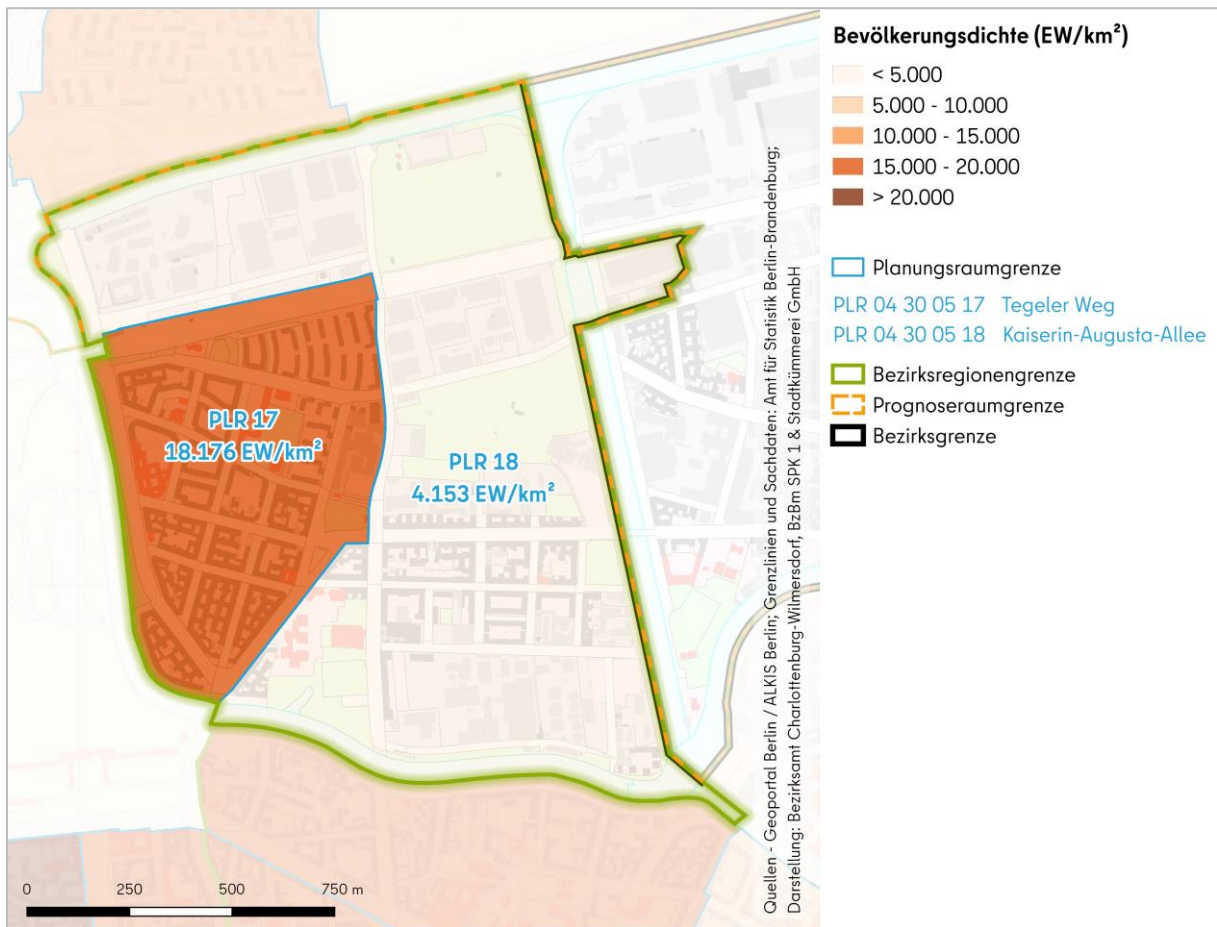 PLR 17
18.176 EW/km²
PLR 18
4.153 EW/km²
0 250 500 750 m
Quellen - Geoportal Berlin / ALKIS Berlin; Grenzlinien und Sachdaten: Amt für Statistik Berlin-Brandenburg;
Darstellung: Bezirksamt Charlottenburg-Wilmersdorf, BzBm SPK 1 & Stadtkümmerei GmbH
Bevölkerungsdichte (EW/km²)
< 5.000
5.000 - 10.000
10.000 - 15.000
15.000 - 20.000
> 20.000
Planungsraumgrenze
PLR 04 30 05 17 Tegeler Weg
PLR 04 30 05 18 Kaiserin-Augusta-Allee
Bezirksregionengrenze
Prognoseraumgrenze
Bezirksgrenze